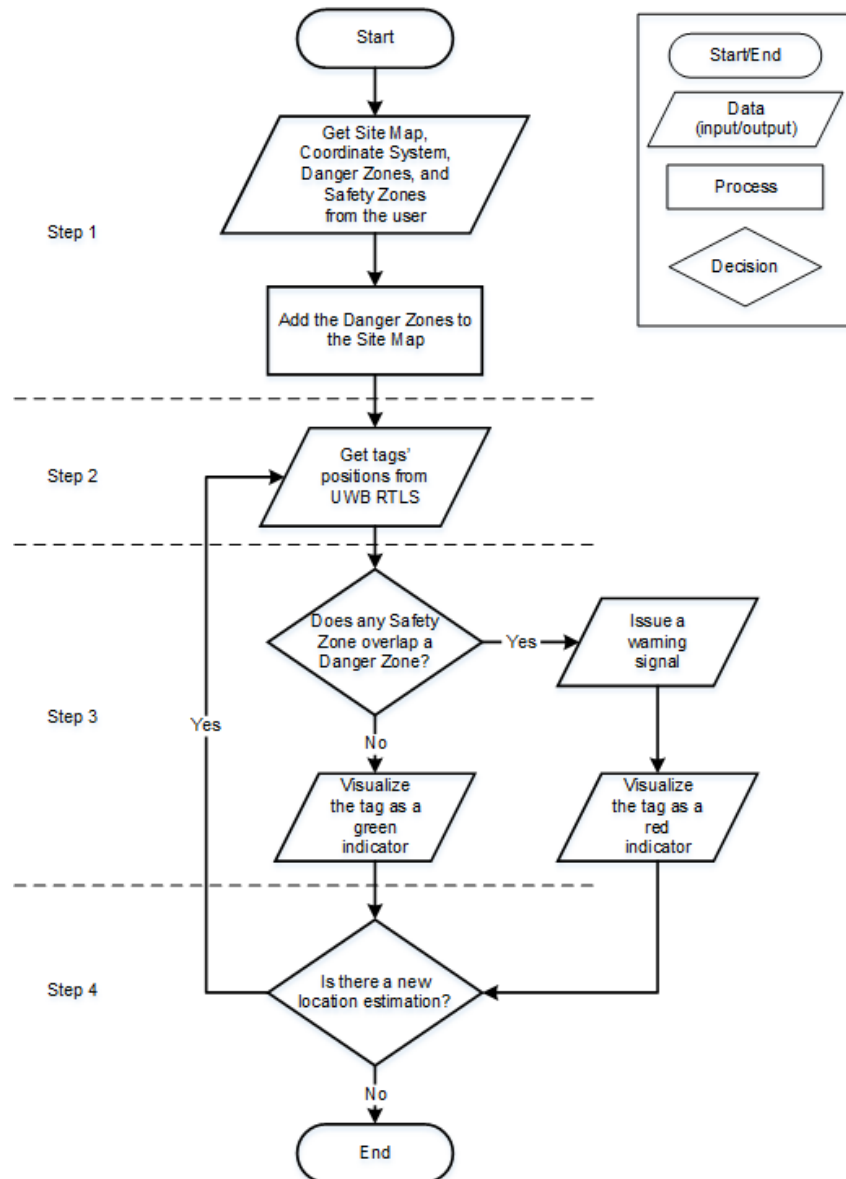 Start
Start/End
Data
(input/output)
Process
Decision
Step 1
Get Site Map,
Coordinate System,
Danger Zones, and
Safety Zones
from the user
Add the Danger Zones to
the Site Map
Step 2
Get tags'
positions from
UWB RTLS
Step 3
Does any Safety
Zone overlap a
Danger Zone?
Yes
Issue a
warning
signal
Yes
No
Visualize
the tag as a
green
indicator
Visualize
the tag as a
red
indicator
Step 4
Is there a new
location estimation?
No
End